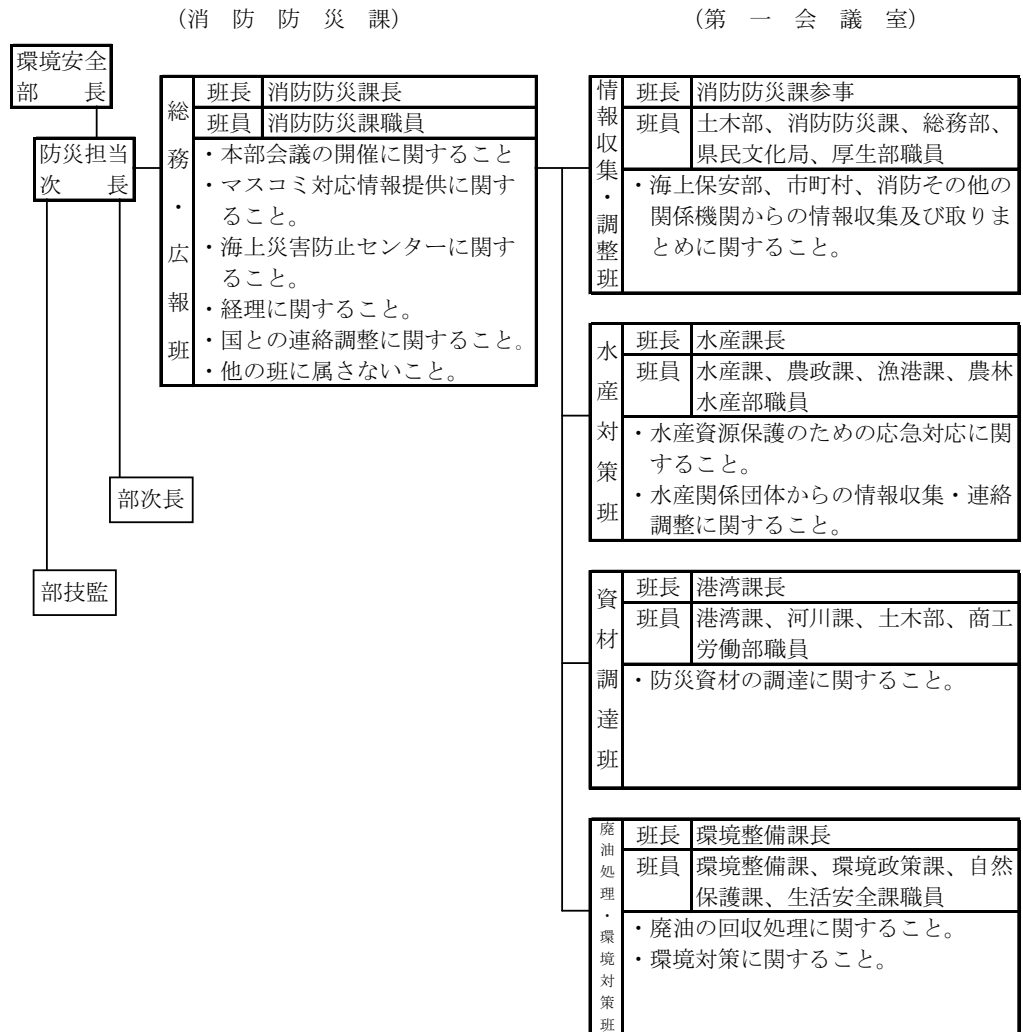 （消　防　防　災　課）
（第　一　会　議　室）
環境安全
部　　長
防災担当
次　　長
部次長
部技監
総務・広報班
班長　消防防災課長
班員　消防防災課職員
・本部会議の開催に関すること
・マスコミ対応情報提供に関す
ること。
・海上災害防止センターに関す
ること。
・経理に関すること。
・国との連絡調整に関すること。
・他の班に属さないこと。
情報収集・調整班
班長　消防防災課参事
班員　土木部、消防防災課、総務部、
県民文化局、厚生部職員
・海上保安部、市町村、消防その他の
関係機関からの情報収集及び取りま
とめに関すること。
水産対策班
班長　水産課長
班員　水産課、農政課、漁港課、農林
水産部職員
・水産資源保護のための応急対応に関
すること。
・水産関係団体からの情報収集・連絡
調整に関すること。
資材調達班
班長　港湾課長
班員　港湾課、河川課、土木部、商工
労働部職員
・防災資材の調達に関すること。
廃油処理・環境対策班
班長　環境整備課長
班員　環境整備課、環境政策課、自然
保護課、生活安全課職員
・廃油の回収処理に関すること。
・環境対策に関すること。